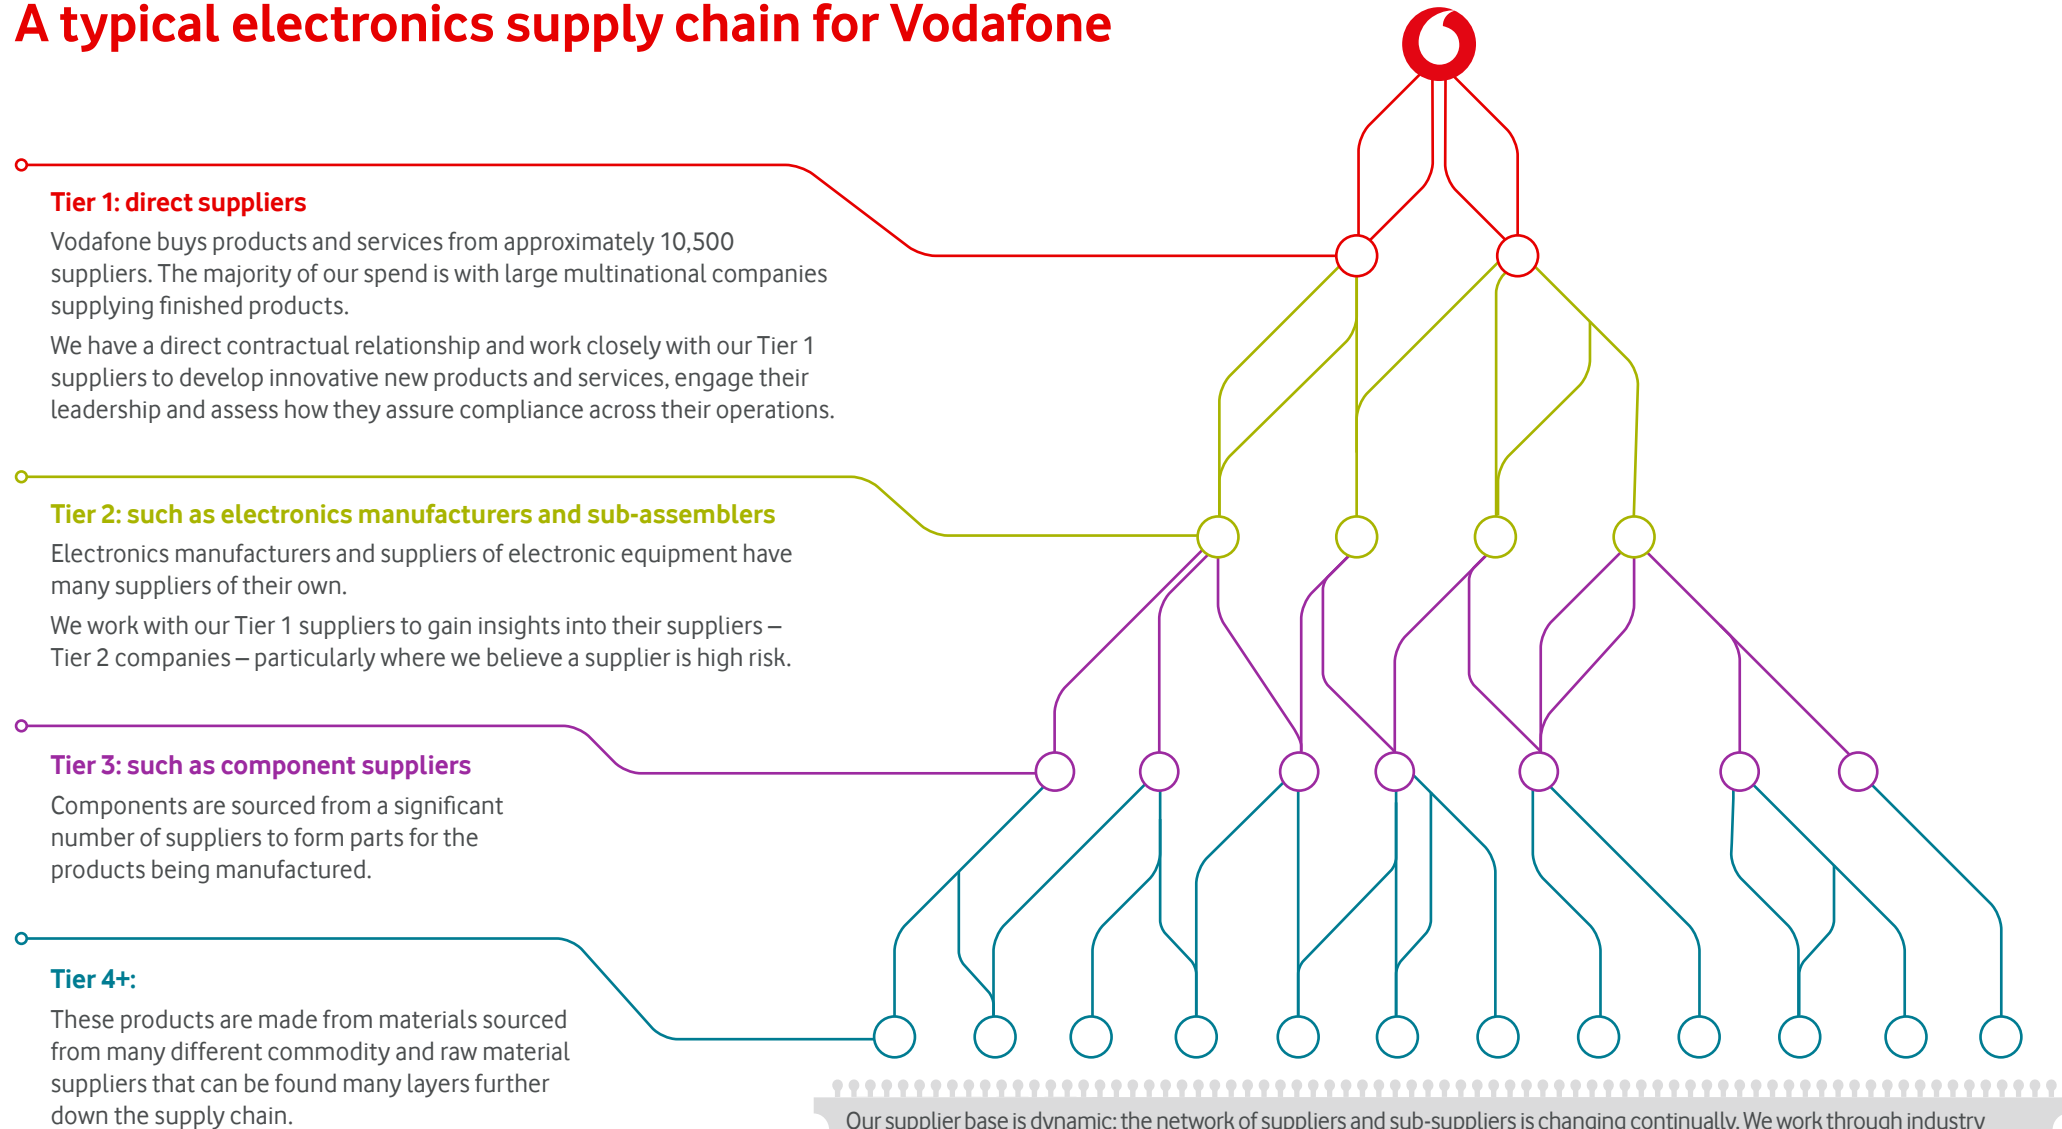 A typical electronics supply chain for Vodafone
Tier 1: direct suppliers
Vodafone buys products and services from approximately 10,500
suppliers. The majority of our spend is with large multinational companies
supplying finished products.
We have a direct contractual relationship and work closely with our Tier 1
suppliers to develop innovative new products and services, engage their
leadership and assess how they assure compliance across their operations.
Tier 2: such as electronics manufacturers and sub-assemblers
Electronics manufacturers and suppliers of electronic equipment have
many suppliers of their own.
We work with our Tier 1 suppliers to gain insights into their suppliers –
Tier 2 companies – particularly where we believe a supplier is high risk.
Tier 3: such as component suppliers
Components are sourced from a significant
number of suppliers to form parts for the
products being manufactured.
Tier 4+:
These products are made from materials sourced
from many different commodity and raw material
suppliers that can be found many layers further
down the supply chain.
Our supplier base is dynamic: the network of suppliers and sub-suppliers is changing continually. We work through industry